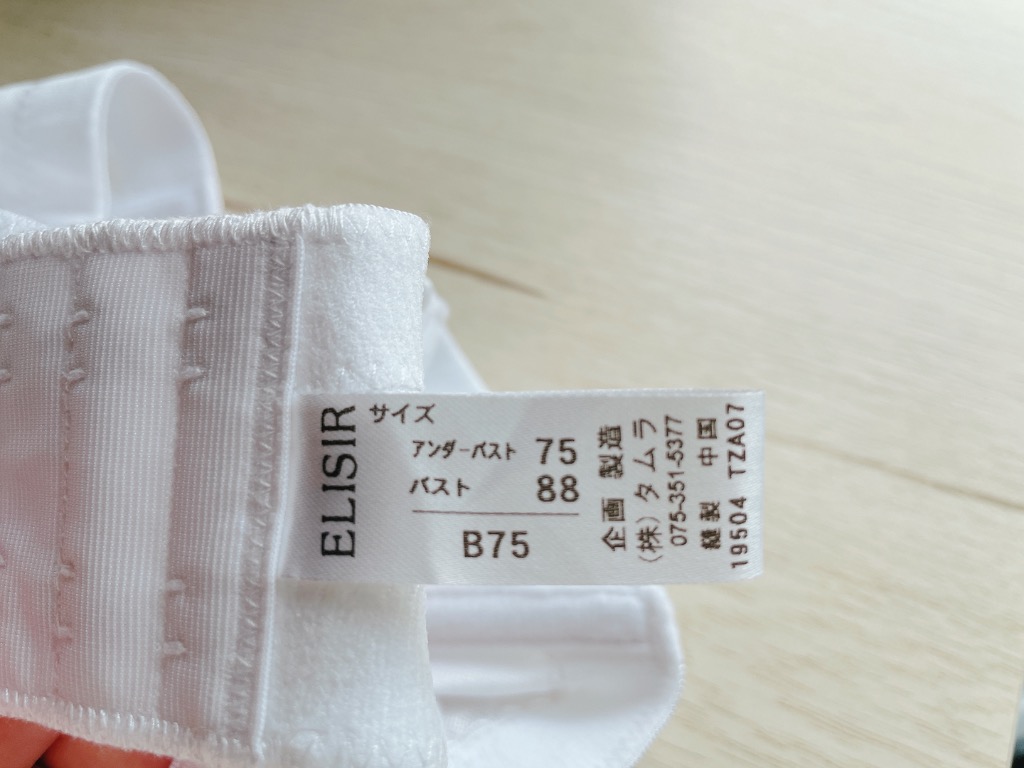 ELISIR
サイズ
アンダーバスト 75
バスト 88
B75
企画 製造
(株)タムラ
075-351-5377
縫製 中国
19504 TZA07